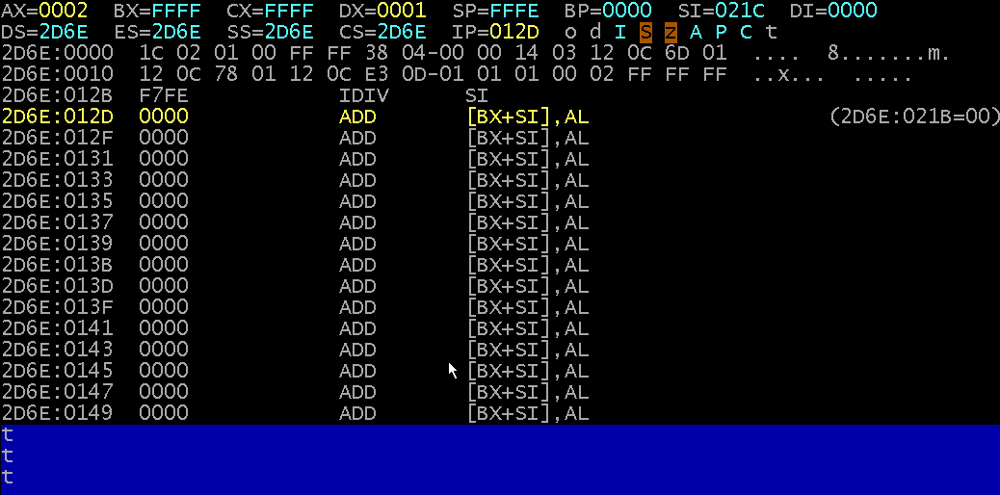 AX=0002 BX=FFFF CX=FFFF DX=0001 SP=FFFE BP=0000 SI=021C DI=0000
DS=2D6E ES=2D6E SS=2D6E CS=2D6E IP=012D o d I S z A P C t
2D6E:0000 1C 02 01 00 FF FF 38 04-00 00 14 03 12 0C 6D 01 .... 8.......m.
2D6E:0010 12 0C 78 01 12 0C E3 0D-01 01 01 00 02 FF FF FF ..x... .....
2D6E:012B F7FE IDIV SI
2D6E:012D 0000 ADD [BX+SI],AL (2D6E:021B=00)
2D6E:012F 0000 ADD [BX+SI],AL
2D6E:0131 0000 ADD [BX+SI],AL
2D6E:0133 0000 ADD [BX+SI],AL
2D6E:0135 0000 ADD [BX+SI],AL
2D6E:0137 0000 ADD [BX+SI],AL
2D6E:0139 0000 ADD [BX+SI],AL
2D6E:013B 0000 ADD [BX+SI],AL
2D6E:013D 0000 ADD [BX+SI],AL
2D6E:013F 0000 ADD [BX+SI],AL
2D6E:0141 0000 ADD [BX+SI],AL
2D6E:0143 0000 ADD [BX+SI],AL
2D6E:0145 0000 ADD [BX+SI],AL
2D6E:0147 0000 ADD [BX+SI],AL
2D6E:0149 0000 ADD [BX+SI],AL
t
t
t